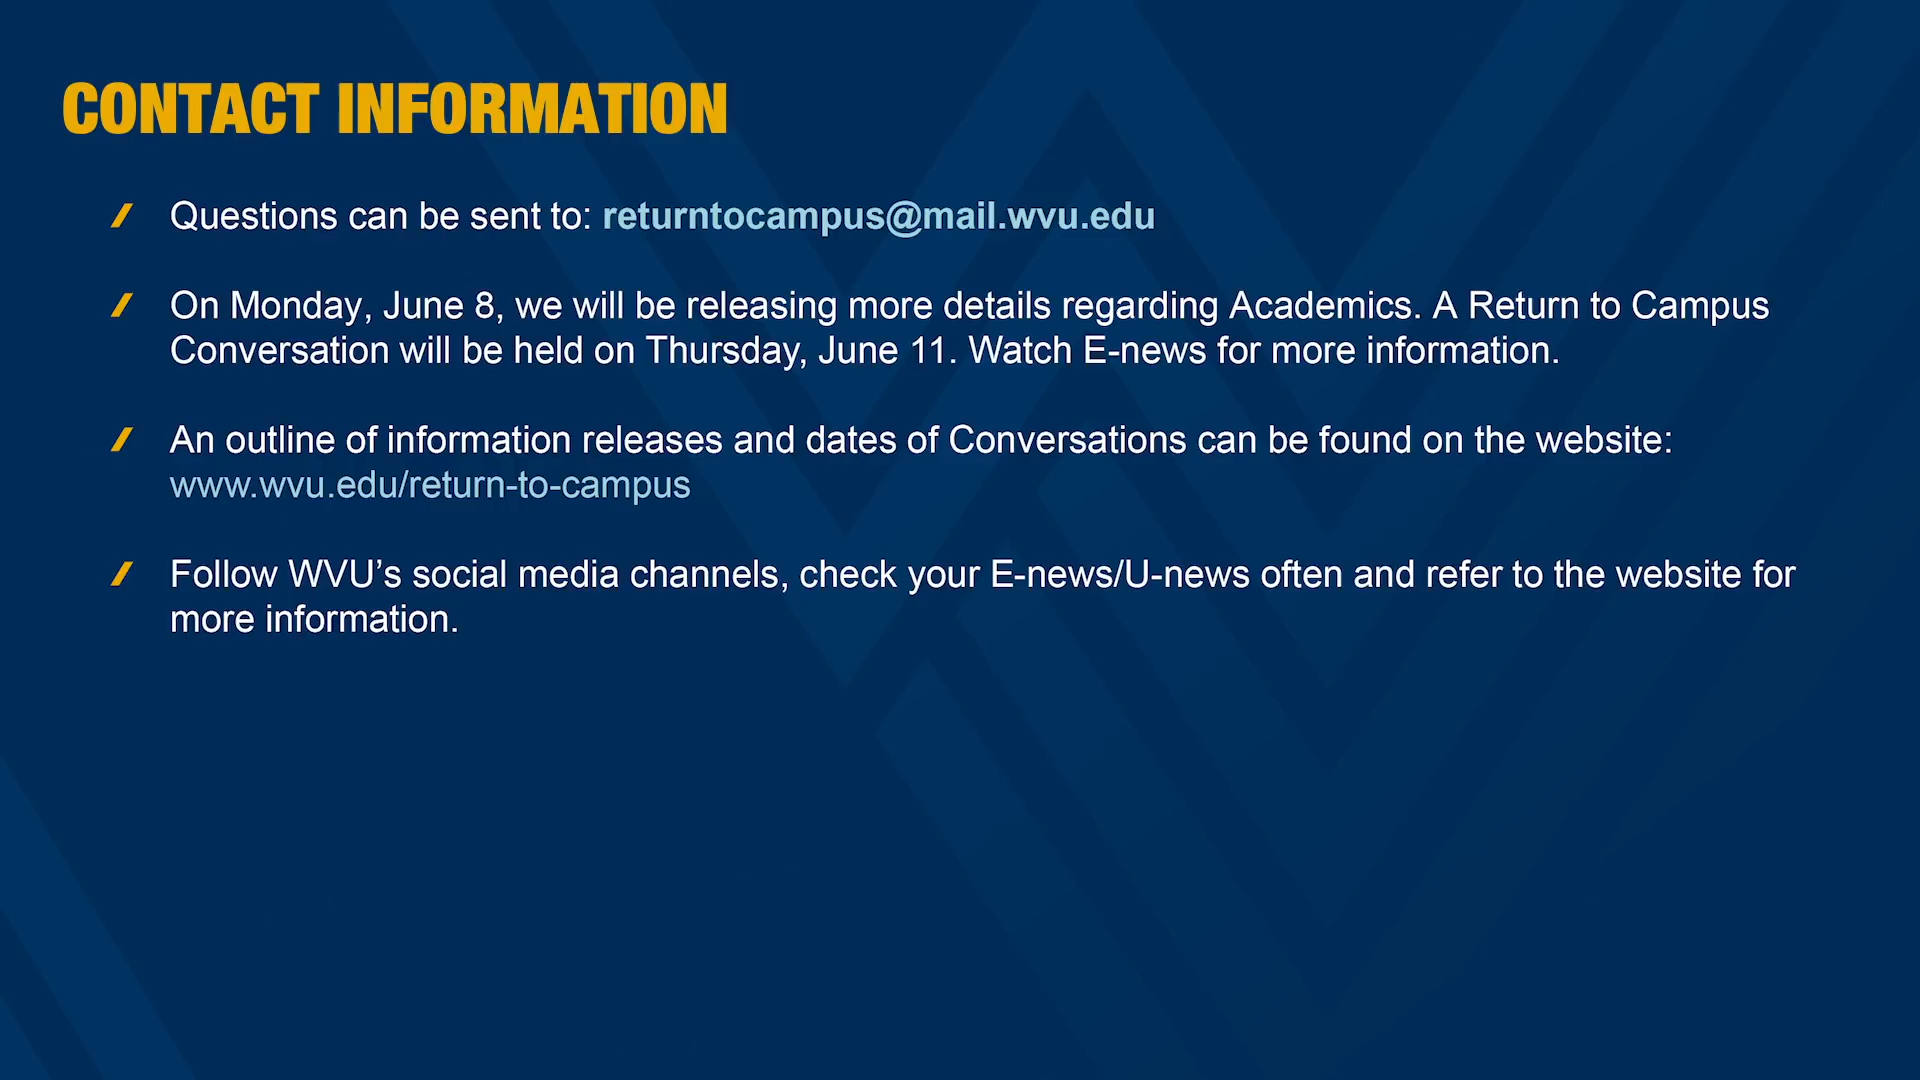 CONTACT INFORMATION
Questions can be sent to: returntocampus@mail.wvu.edu
On Monday, June 8, we will be releasing more details regarding Academics. A Return to Campus
Conversation will be held on Thursday, June 11. Watch E-news for more information.
An outline of information releases and dates of Conversations can be found on the website:
www.wvu.edu/return-to-campus
Follow WVU’s social media channels, check your E-news/U-news often and refer to the website for
more information.